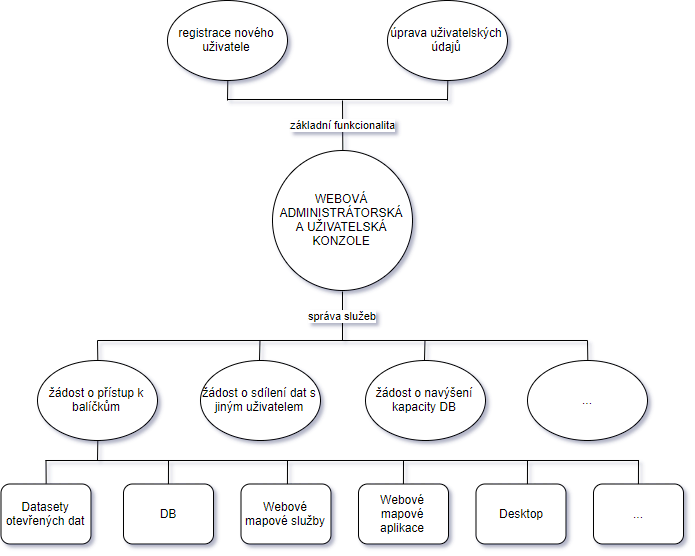 registrace nového
uživatele
úprava uživatelských
údajů
základní funkcionalita
WEBOVÁ
ADMINISTRÁTORSKÁ
A UŽIVATELSKÁ
KONZOLE
správa služeb
žádost o přístup k
balíčkům
žádost o sdílení dat s
jiným uživatelem
žádost o navýšení
kapacity DB
...
Datasety
otevřených dat
DB
Webové
mapové služby
Webové
mapové
aplikace
Desktop
...